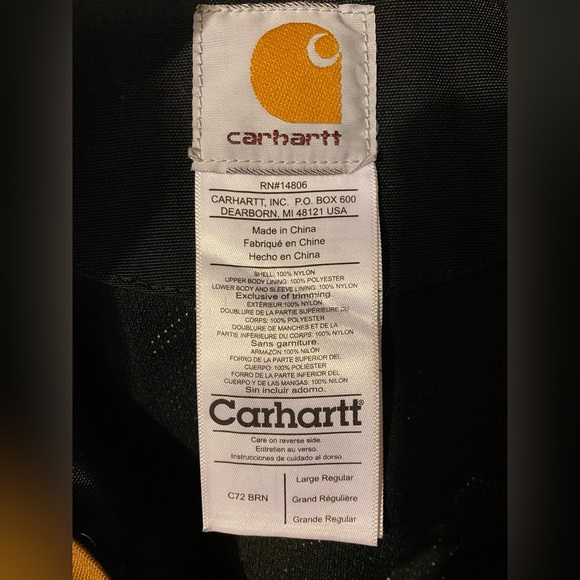 carhartt
RN#14806
CARHARTT, INC. P.O. BOX 600
DEARBORN, MI 48121 USA
Made in China
Fabriqué en Chine
Hecho en China
SHELL: 100% NYLON
UPPER BODY LINING: 100% POLYESTER
LOWER BODY AND SLEEVE LINING: 100% NYLON
Exclusive of trimming.
EXTÉRIEUR: 100% NYLON
DOUBLURE DE LA PARTIE SUPÉRIEUR DU
CORPS: 100% POLYESTER
DOUBLURE DE MANCHES ET DE LA
PARTIE INFÉRIEURE DU CORPS: 100% NYLON
Sans garniture.
ARMAZÓN: 100% NILÓN
FORRO DE LA PARTE SUPERIOR DEL
CUERPO: 100% POLIÉSTER
FORRO DE LA PARTE INFERIOR DEL
CUERPO Y DE LAS MANGAS: 100% NILÓN
Sin incluir adorno.
Carhartt®
Care on reverse side.
Entretien au verso.
Instrucciones de cuidado al dorso.
C72 BRN
Large Regular
Grand Régulière
Grande Regular